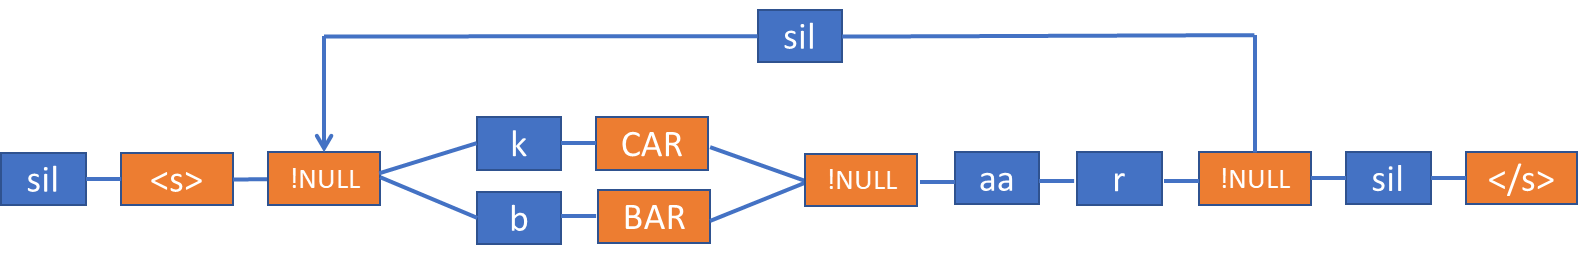 sil
k CAR
sil <s> !NULL !NULL aa r !NULL sil </s>
b BAR